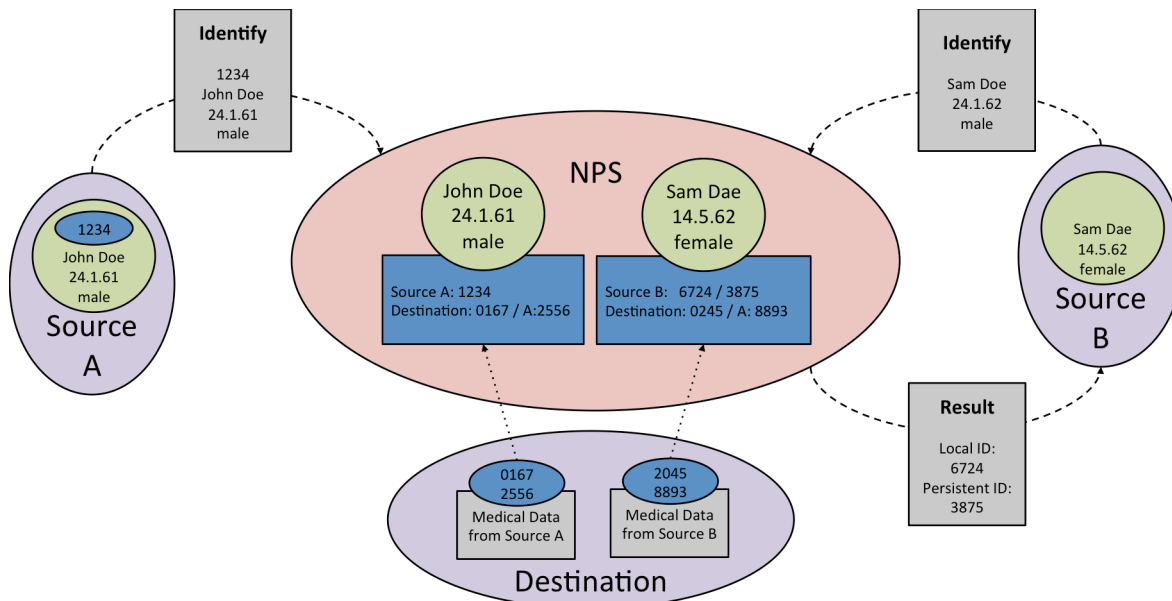 Identify
1234
John Doe
24.1.61
male
Identify
Sam Doe
24.1.62
male
NPS
John Doe
24.1.61
male
Sam Dae
14.5.62
female
Source A: 1234
Destination: 0167 / A:2556
Source B:   6724 / 3875
Destination: 0245 / A: 8893
1234
John Doe
24.1.61
male
Source
A
Sam Dae
14.5.62
female
Source
B
Result
Local ID:
6724
Persistent ID:
3875
0167
2556
Medical Data
from Source A
2045
8893
Medical Data
from Source B
Destination